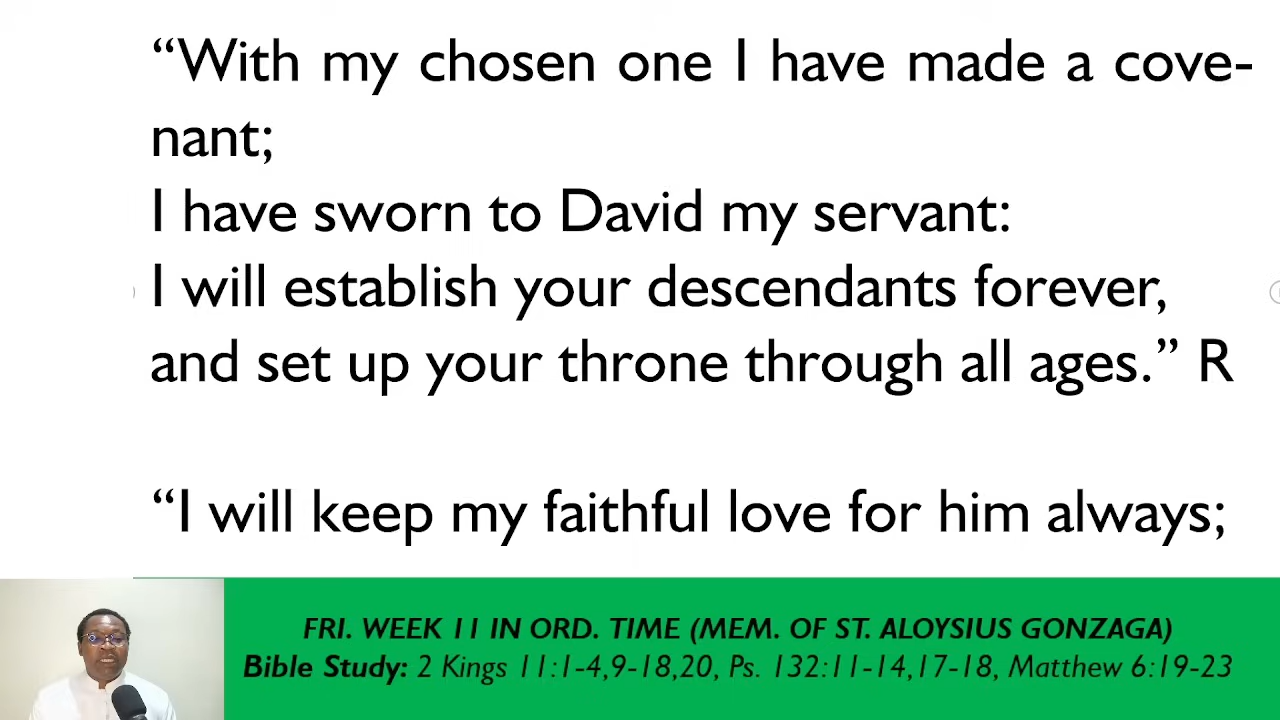 “With my chosen one I have made a cove-
nant;
I have sworn to David my servant:
I will establish your descendants forever,
and set up your throne through all ages.” R
“I will keep my faithful love for him always;
FRI. WEEK 11 IN ORD. TIME (MEM. OF ST. ALOYSIUS GONZAGA)
Bible Study: 2 Kings 11:1-4,9-18,20, Ps. 132:11-14,17-18, Matthew 6:19-23